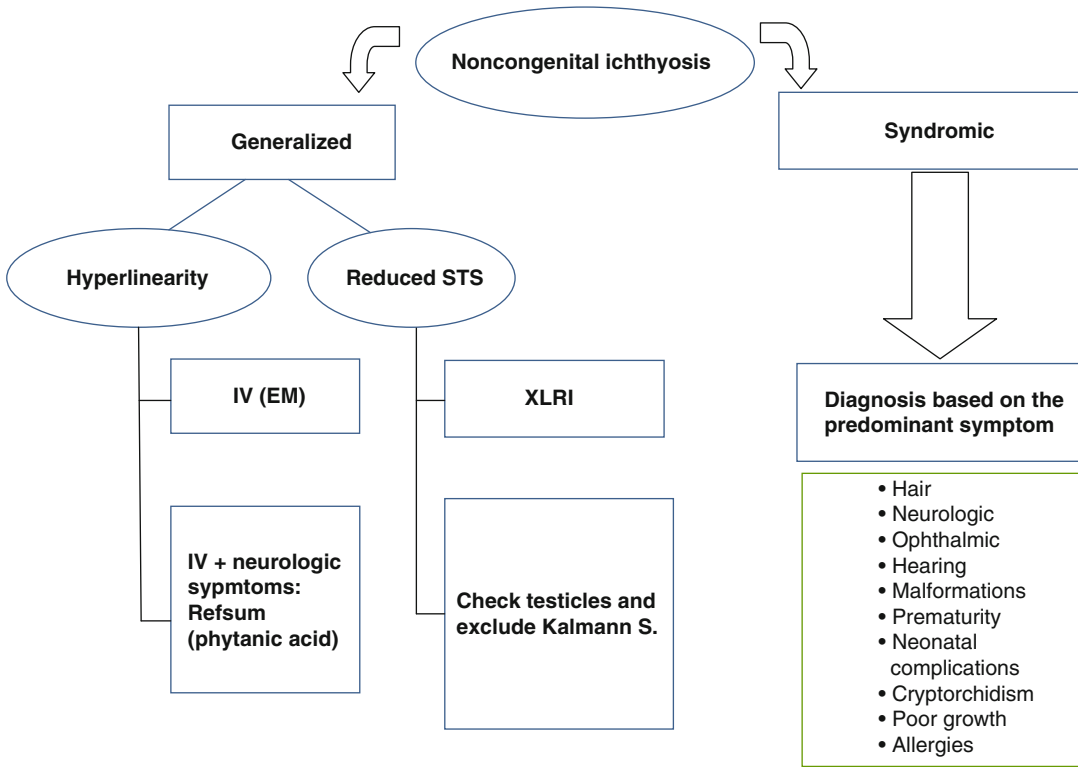 Noncongenital ichthyosis
Generalized
Syndromic
Hyperlinearity
Reduced STS
IV (EM)
XLRI
Diagnosis based on the
predominant symptom
IV + neurologic
sypmtoms:
Refsum
(phytanic acid)
Check testicles and
exclude Kalmann S.
• Hair
• Neurologic
• Ophthalmic
• Hearing
• Malformations
• Prematurity
• Neonatal
complications
• Cryptorchidism
• Poor growth
• Allergies